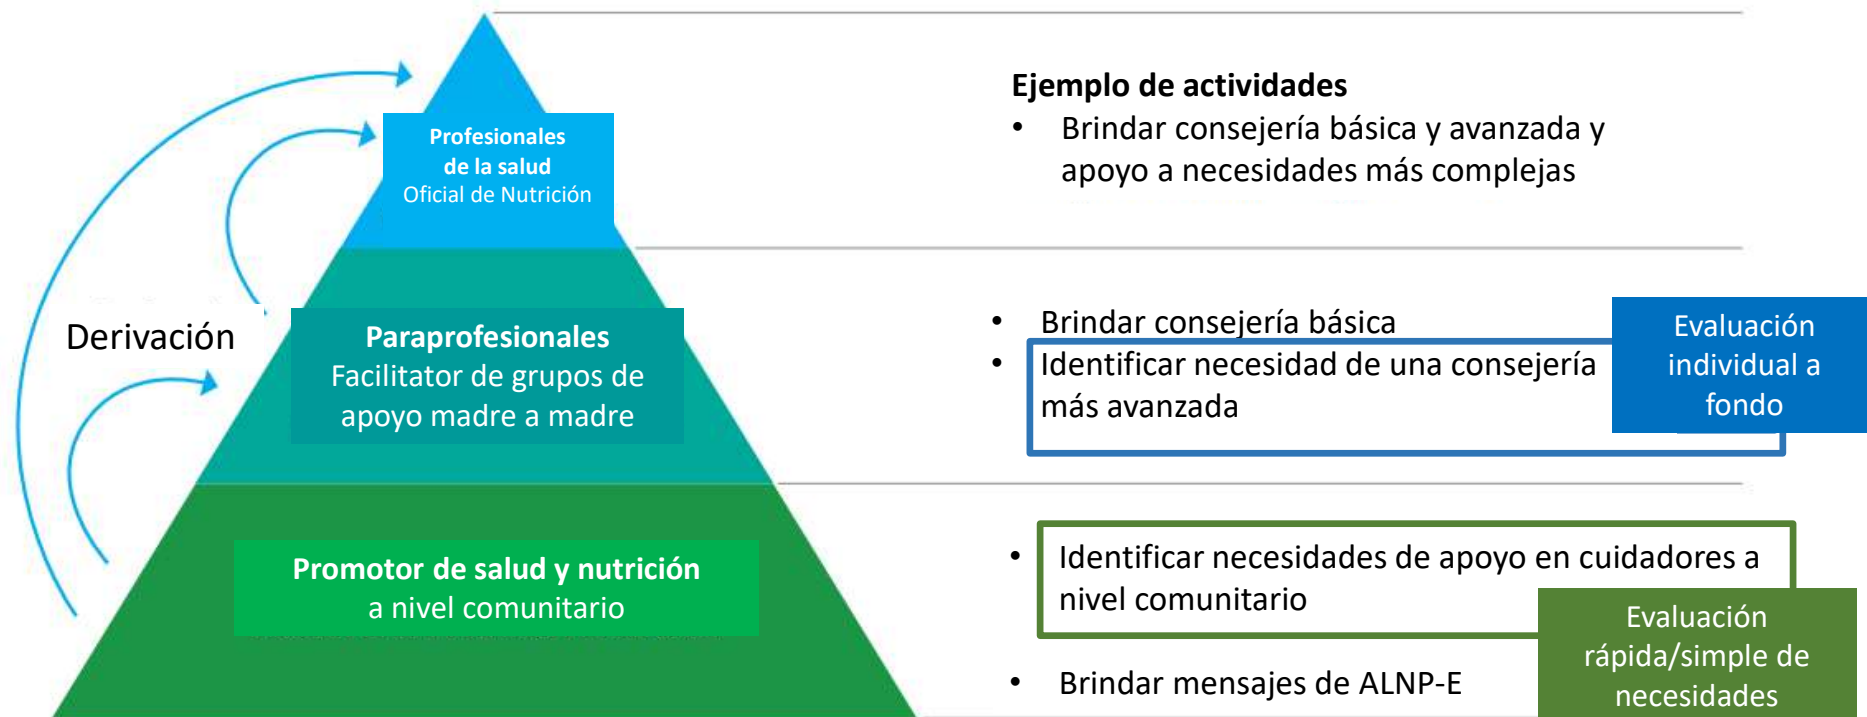 Ejemplo de actividades
• Brindar consejería básica y avanzada y
apoyo a necesidades más complejas
Profesionales
de la salud
Oficial de Nutrición
Derivación
Paraprofesionales
Facilitator de grupos de
apoyo madre a madre
• Brindar consejería básica
• Identificar necesidad de una consejería
más avanzada
Evaluación
individual a
fondo
Promotor de salud y nutrición
a nivel comunitario
• Identificar necesidades de apoyo en cuidadores a
nivel comunitario
• Brindar mensajes de ALNP-E
Evaluación
rápida/simple de
necesidades